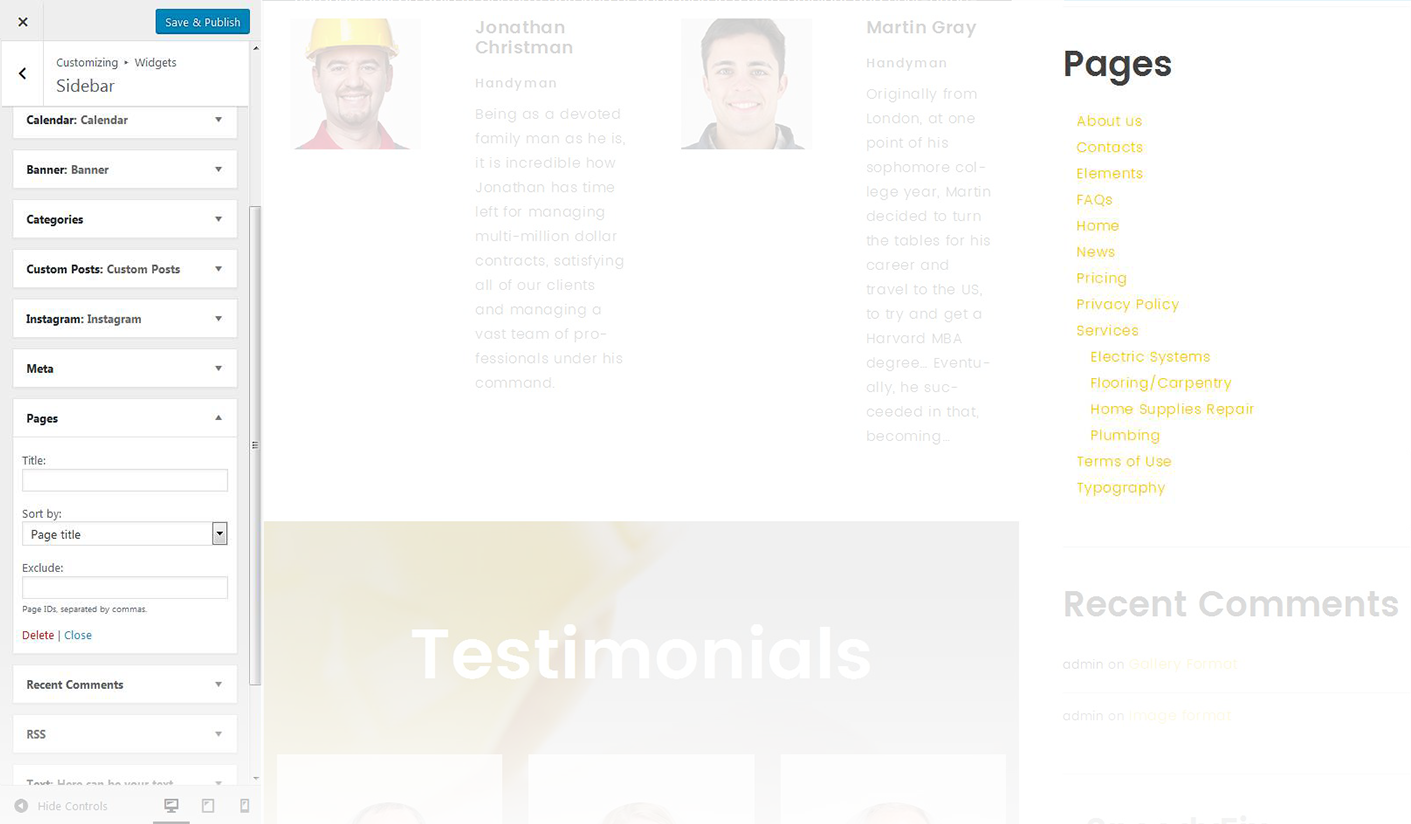 Save & Publish
Customizing ▸ Widgets
Sidebar
Calendar: Calendar
Banner: Banner
Categories
Custom Posts: Custom Posts
Instagram: Instagram
Meta
Pages
Title:
Sort by:
Page title
Exclude:
Page IDs, separated by commas.
Delete | Close
Recent Comments
RSS
Text: Here can be your text
Hide Controls
Jonathan
Christman
Handyman
Being as a devoted
family man as he is,
it is incredible how
Jonathan has time
left for managing
multi-million dollar
contracts, satisfying
all of our clients
and managing a
vast team of pro-
fessionals under his
command.
Martin Gray
Handyman
Originally from
London, at one
point of his
sophomore col-
lege year, Martin
decided to turn
the tables for his
career and
travel to the US,
to try and get a
Harvard MBA
degree… Eventu-
ally, he suc-
ceeded in that,
becoming…
Testimonials
Pages
About us
Contacts
Elements
FAQs
Home
News
Pricing
Privacy Policy
Services
Electric Systems
Flooring/Carpentry
Home Supplies Repair
Plumbing
Terms of Use
Typography
Recent Comments
admin on Gallery Format
admin on Image format